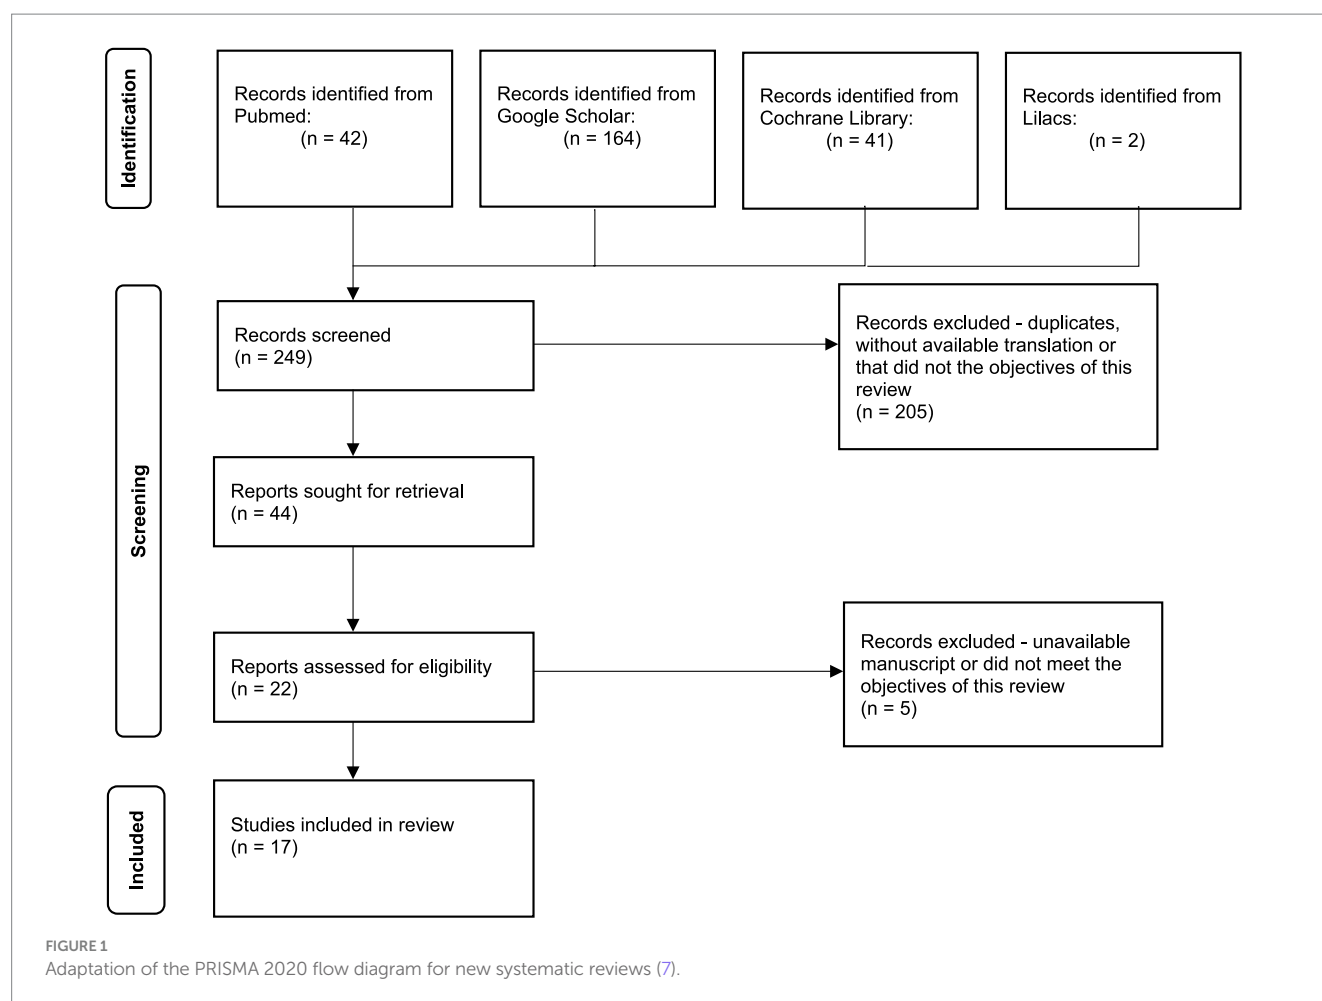 Identification
Records identified from
Pubmed:
(n = 42)
Records identified from
Google Scholar:
(n = 164)
Records identified from
Cochrane Library:
(n = 41)
Records identified from
Lilacs:
(n = 2)
Screening
Records screened
(n = 249)
Records excluded - duplicates,
without available translation or
that did not the objectives of this
review
(n = 205)
Reports sought for retrieval
(n = 44)
Reports assessed for eligibility
(n = 22)
Records excluded - unavailable
manuscript or did not meet the
objectives of this review
(n = 5)
Included
Studies included in review
(n = 17)
FIGURE 1
Adaptation of the PRISMA 2020 flow diagram for new systematic reviews (7).